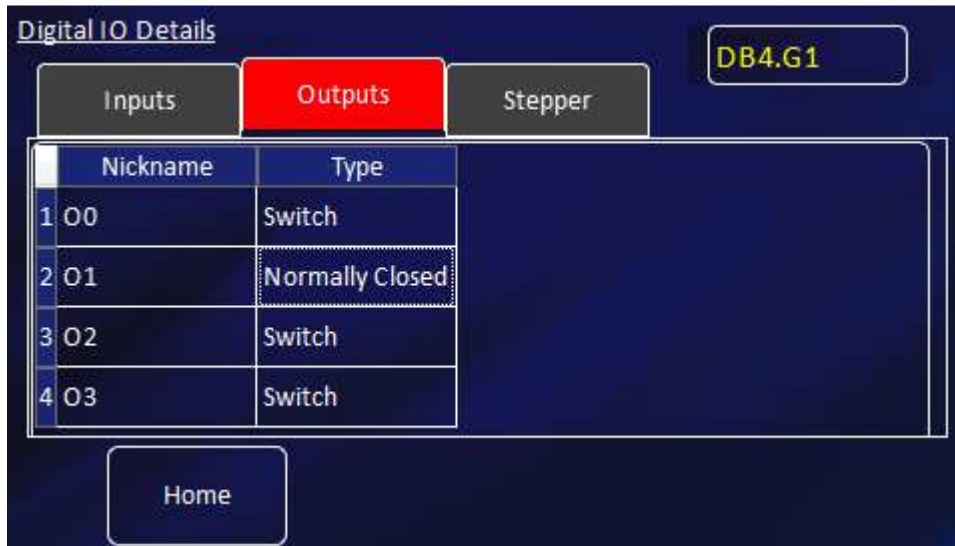 Digital IO Details
DB4.G1
Inputs Outputs Stepper
Nickname Type
1 O0 Switch
2 O1 Normally Closed
3 O2 Switch
4 O3 Switch
Home